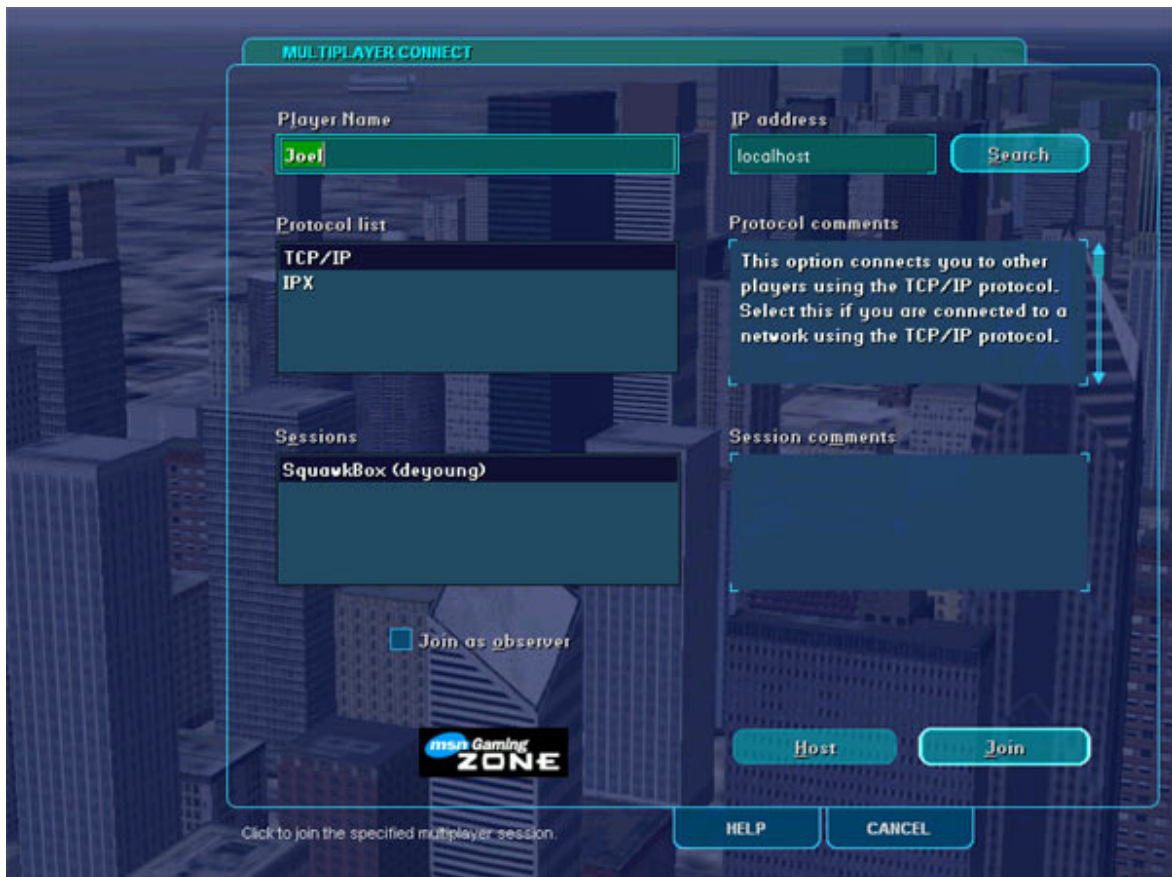 MULTIPLAYER CONNECT
Player Name
Joel
IP address
localhost
Search
Protocol list
TCP/IP
IPX
Protocol comments
This option connects you to other
players using the TCP/IP protocol.
Select this if you are connected to a
network using the TCP/IP protocol.
Sessions
SquawkBox (deyoung)
Session comments
Join as observer
msn Gaming
ZONE
Host
Join
Click to join the specified multiplayer session.
HELP
CANCEL